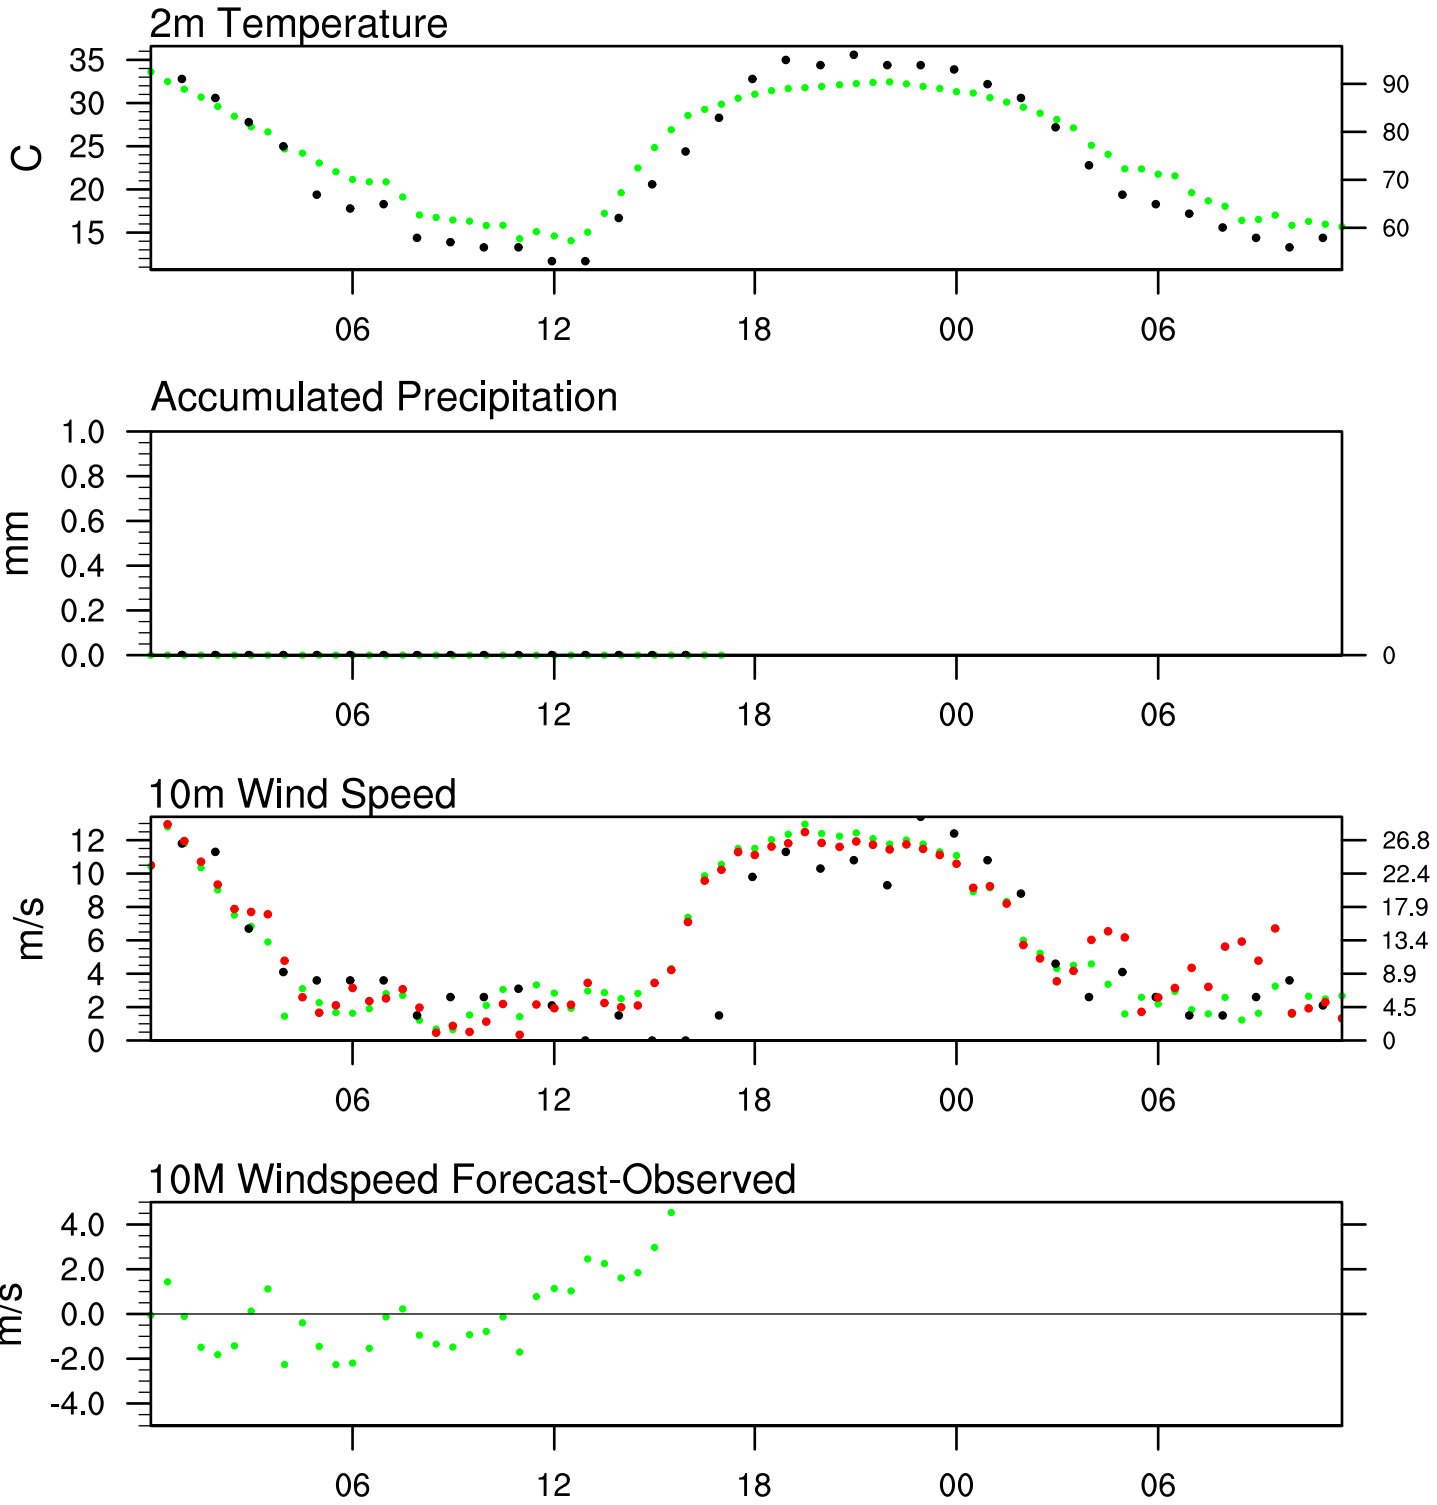 2m Temperature
C
35
30
25
20
15
90
80
70
60
06 12 18 00 06
Accumulated Precipitation
mm
1.0
0.8
0.6
0.4
0.2
0.0
0
06 12 18 00 06
10m Wind Speed
m/s
12
10
8
6
4
2
0
26.8
22.4
17.9
13.4
8.9
4.5
0
06 12 18 00 06
10M Windspeed Forecast-Observed
m/s
4.0
2.0
0.0
-2.0
-4.0
06 12 18 00 06